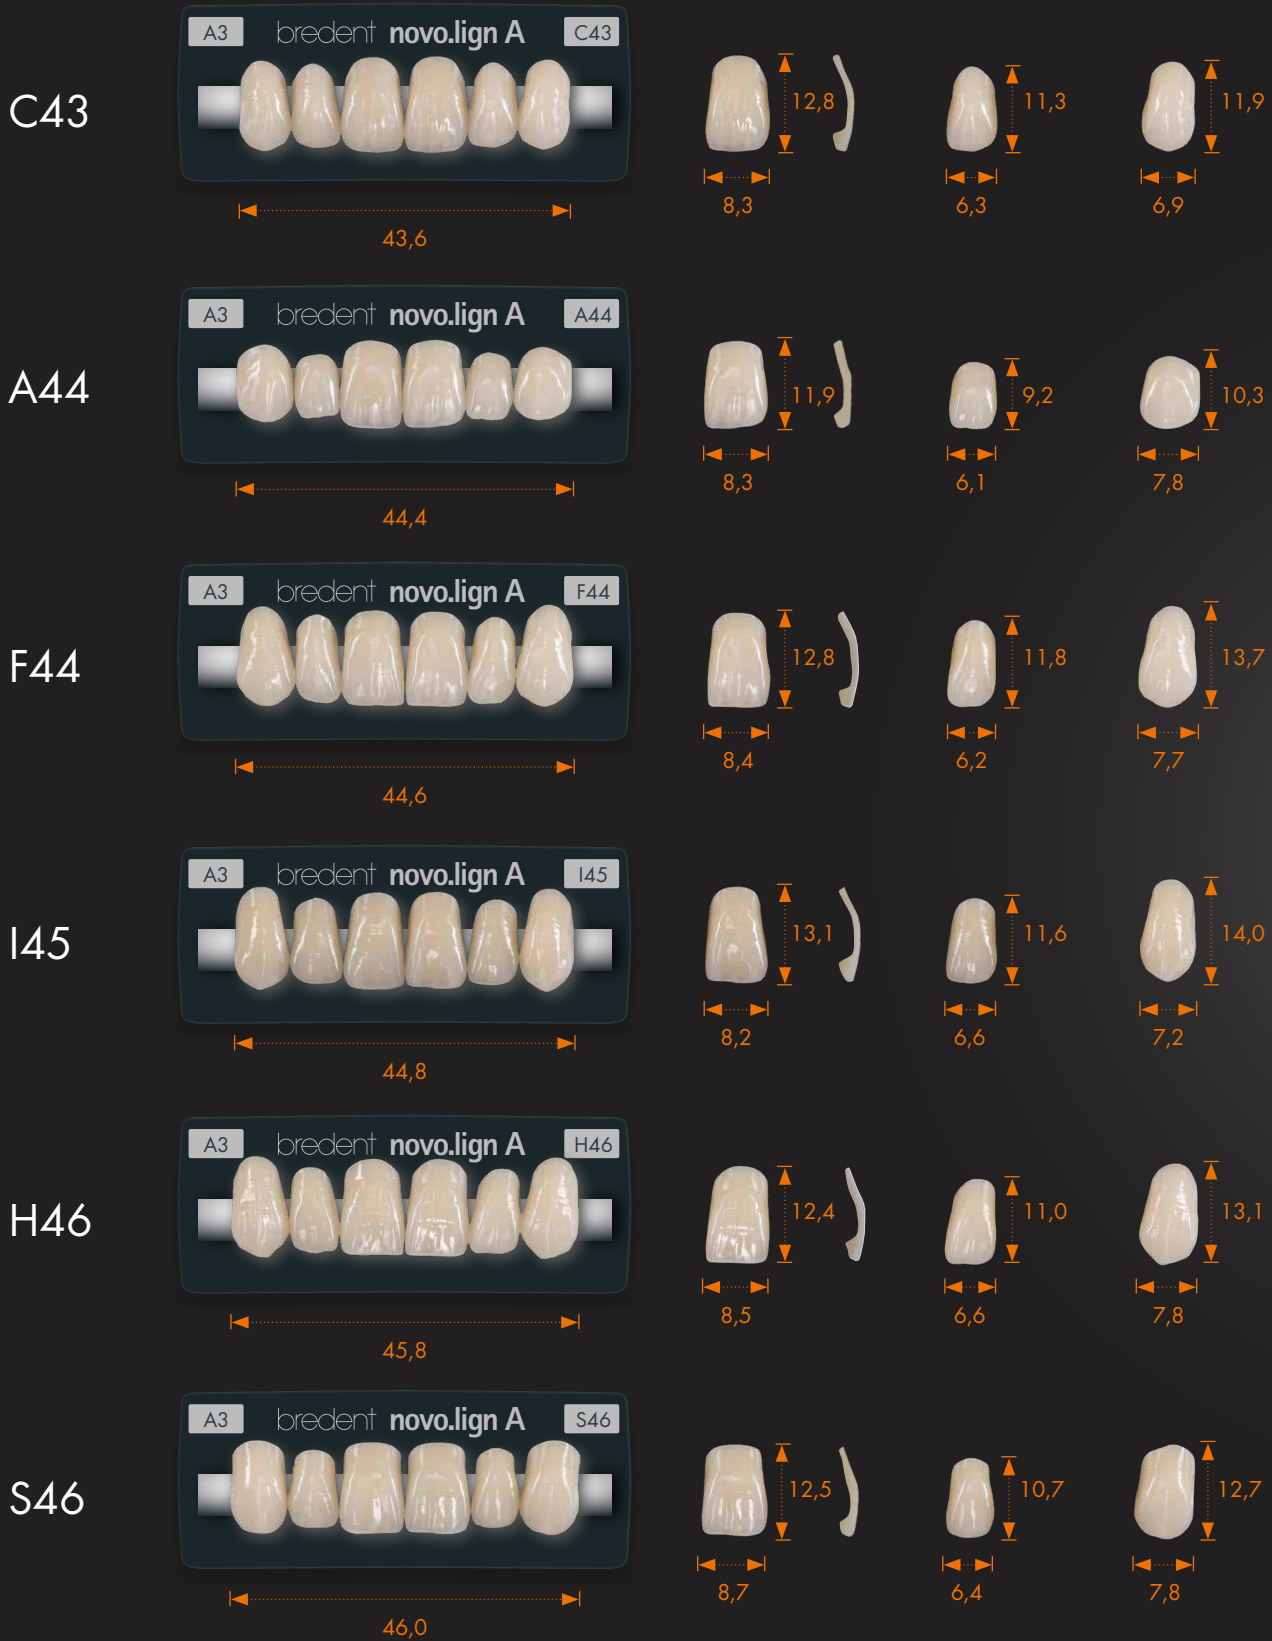 A3 bredent novo.lign A C43
C43
12,8 11,3 11,9
8,3 6,3 6,9
43,6
A3 bredent novo.lign A A44
A44
11,9 9,2 10,3
8,3 6,1 7,8
44,4
A3 bredent novo.lign A F44
F44
12,8 11,8 13,7
8,4 6,2 7,7
44,6
A3 bredent novo.lign A I45
I45
13,1 11,6 14,0
8,2 6,6 7,2
44,8
A3 bredent novo.lign A H46
H46
12,4 11,0 13,1
8,5 6,6 7,8
45,8
A3 bredent novo.lign A S46
S46
12,5 10,7 12,7
8,7 6,4 7,8
46,0